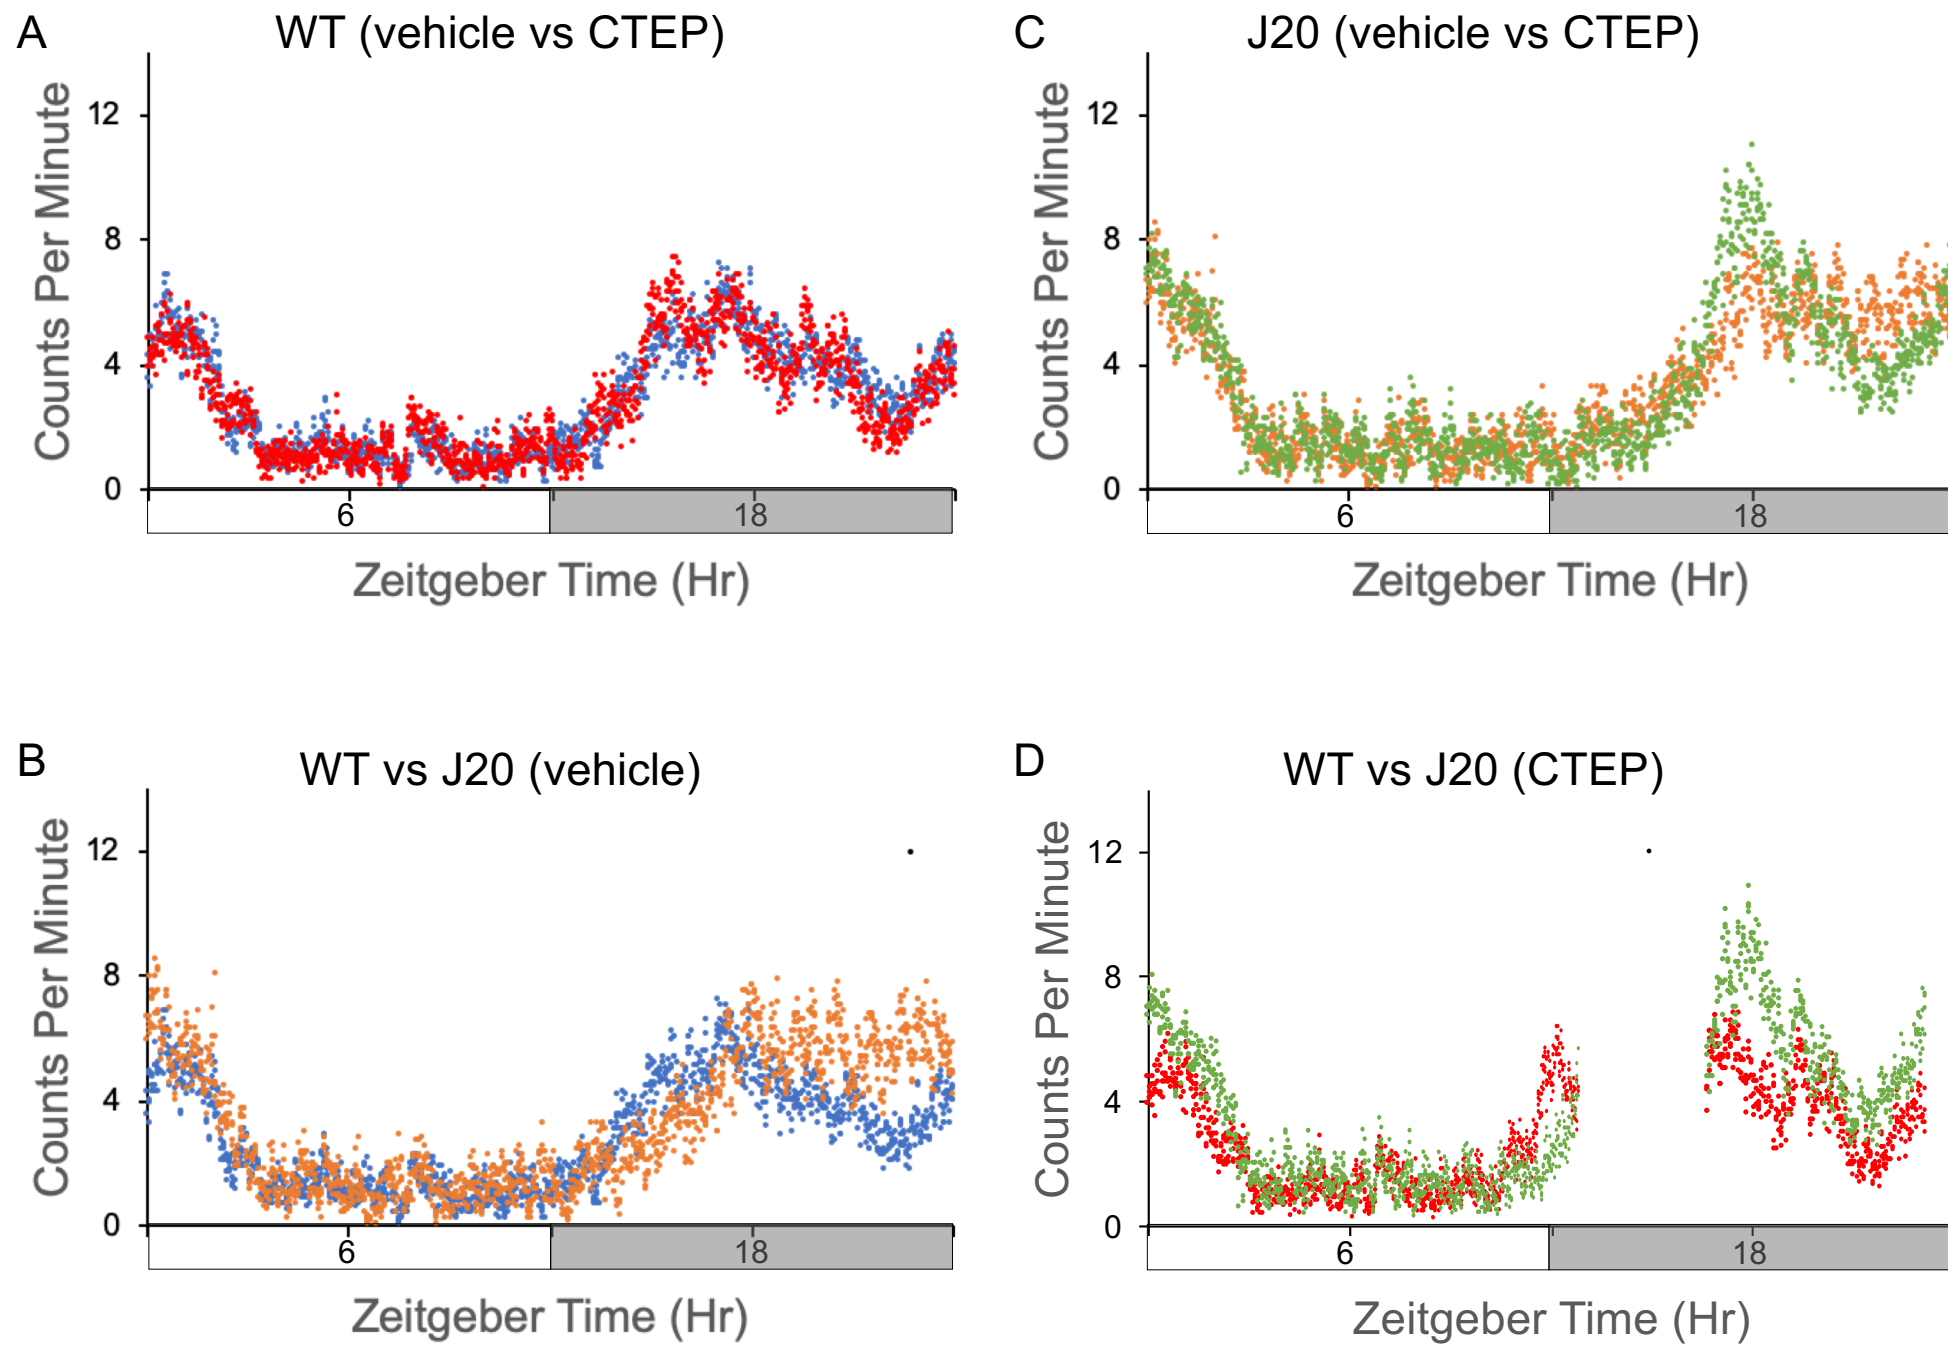 A
WT (vehicle vs CTEP)
Counts Per Minute
12
8
4
0
6
18
Zeitgeber Time (Hr)
C
J20 (vehicle vs CTEP)
Counts Per Minute
12
8
4
0
6
18
Zeitgeber Time (Hr)
B
WT vs J20 (vehicle)
Counts Per Minute
12
8
4
0
6
18
Zeitgeber Time (Hr)
D
WT vs J20 (CTEP)
Counts Per Minute
12
8
4
0
6
18
Zeitgeber Time (Hr)